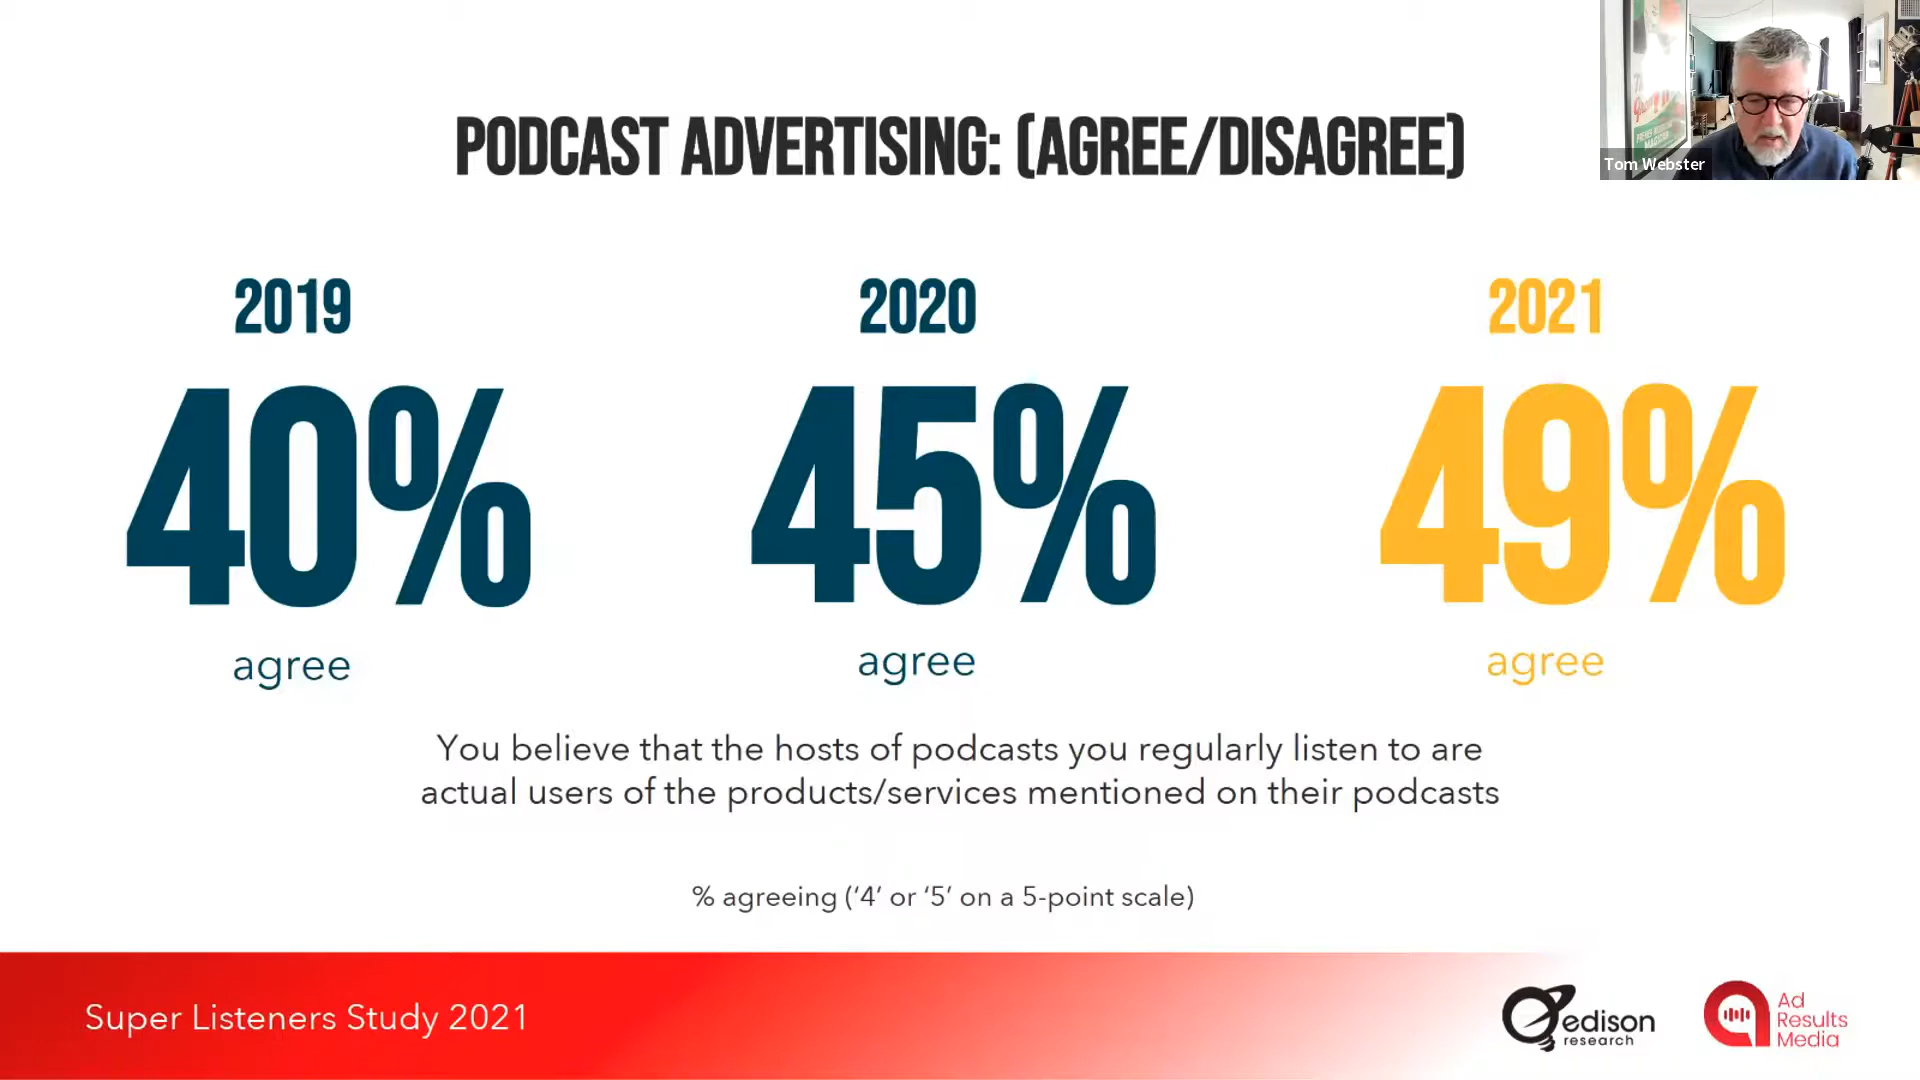 PODCAST ADVERTISING: (AGREE/DISAGREE)
Tom Webster
2019
2020
2021
40%
45%
49%
agree
agree
agree
You believe that the hosts of podcasts you regularly listen to are
actual users of the products/services mentioned on their podcasts
% agreeing (‘4’ or ‘5’ on a 5-point scale)
Super Listeners Study 2021
edison
research
Ad
Results
Media